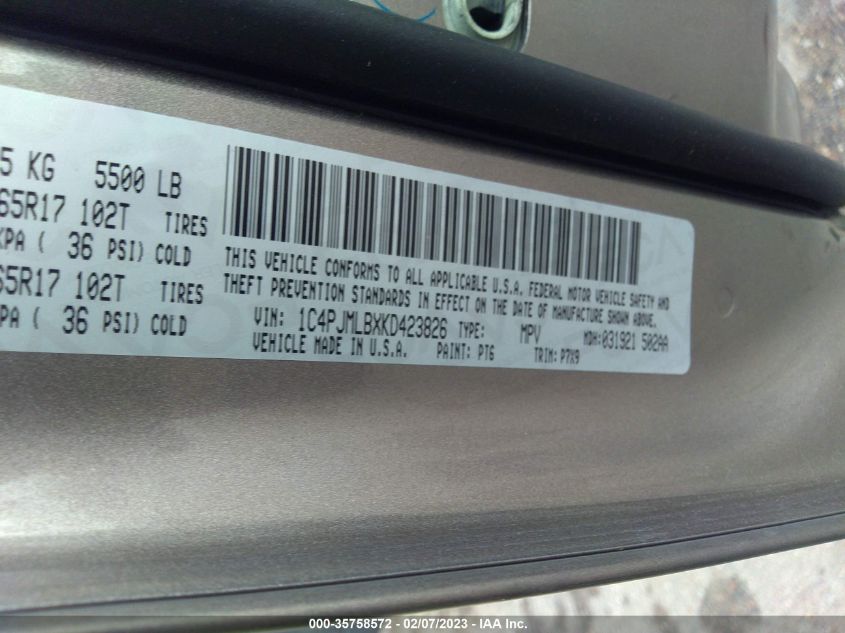 5 KG 5500 LB
65R17 102T TIRES
KPA ( 36 PSI) COLD
65R17 102T TIRES
PA ( 36 PSI) COLD
THIS VEHICLE CONFORMS TO ALL APPLICABLE U.S.A. FEDERAL MOTOR VEHICLE SAFETY AND
THEFT PREVENTION STANDARDS IN EFFECT ON THE DATE OF MANUFACTURE SHOWN ABOVE.
VIN: 1C4PJMLBXKD423826 TYPE: MPV MDH: 031921 502AA
VEHICLE MADE IN U.S.A. PAINT: PT6 TRIM: P7X9
000-35758572 - 02/07/2023 - IAA Inc.